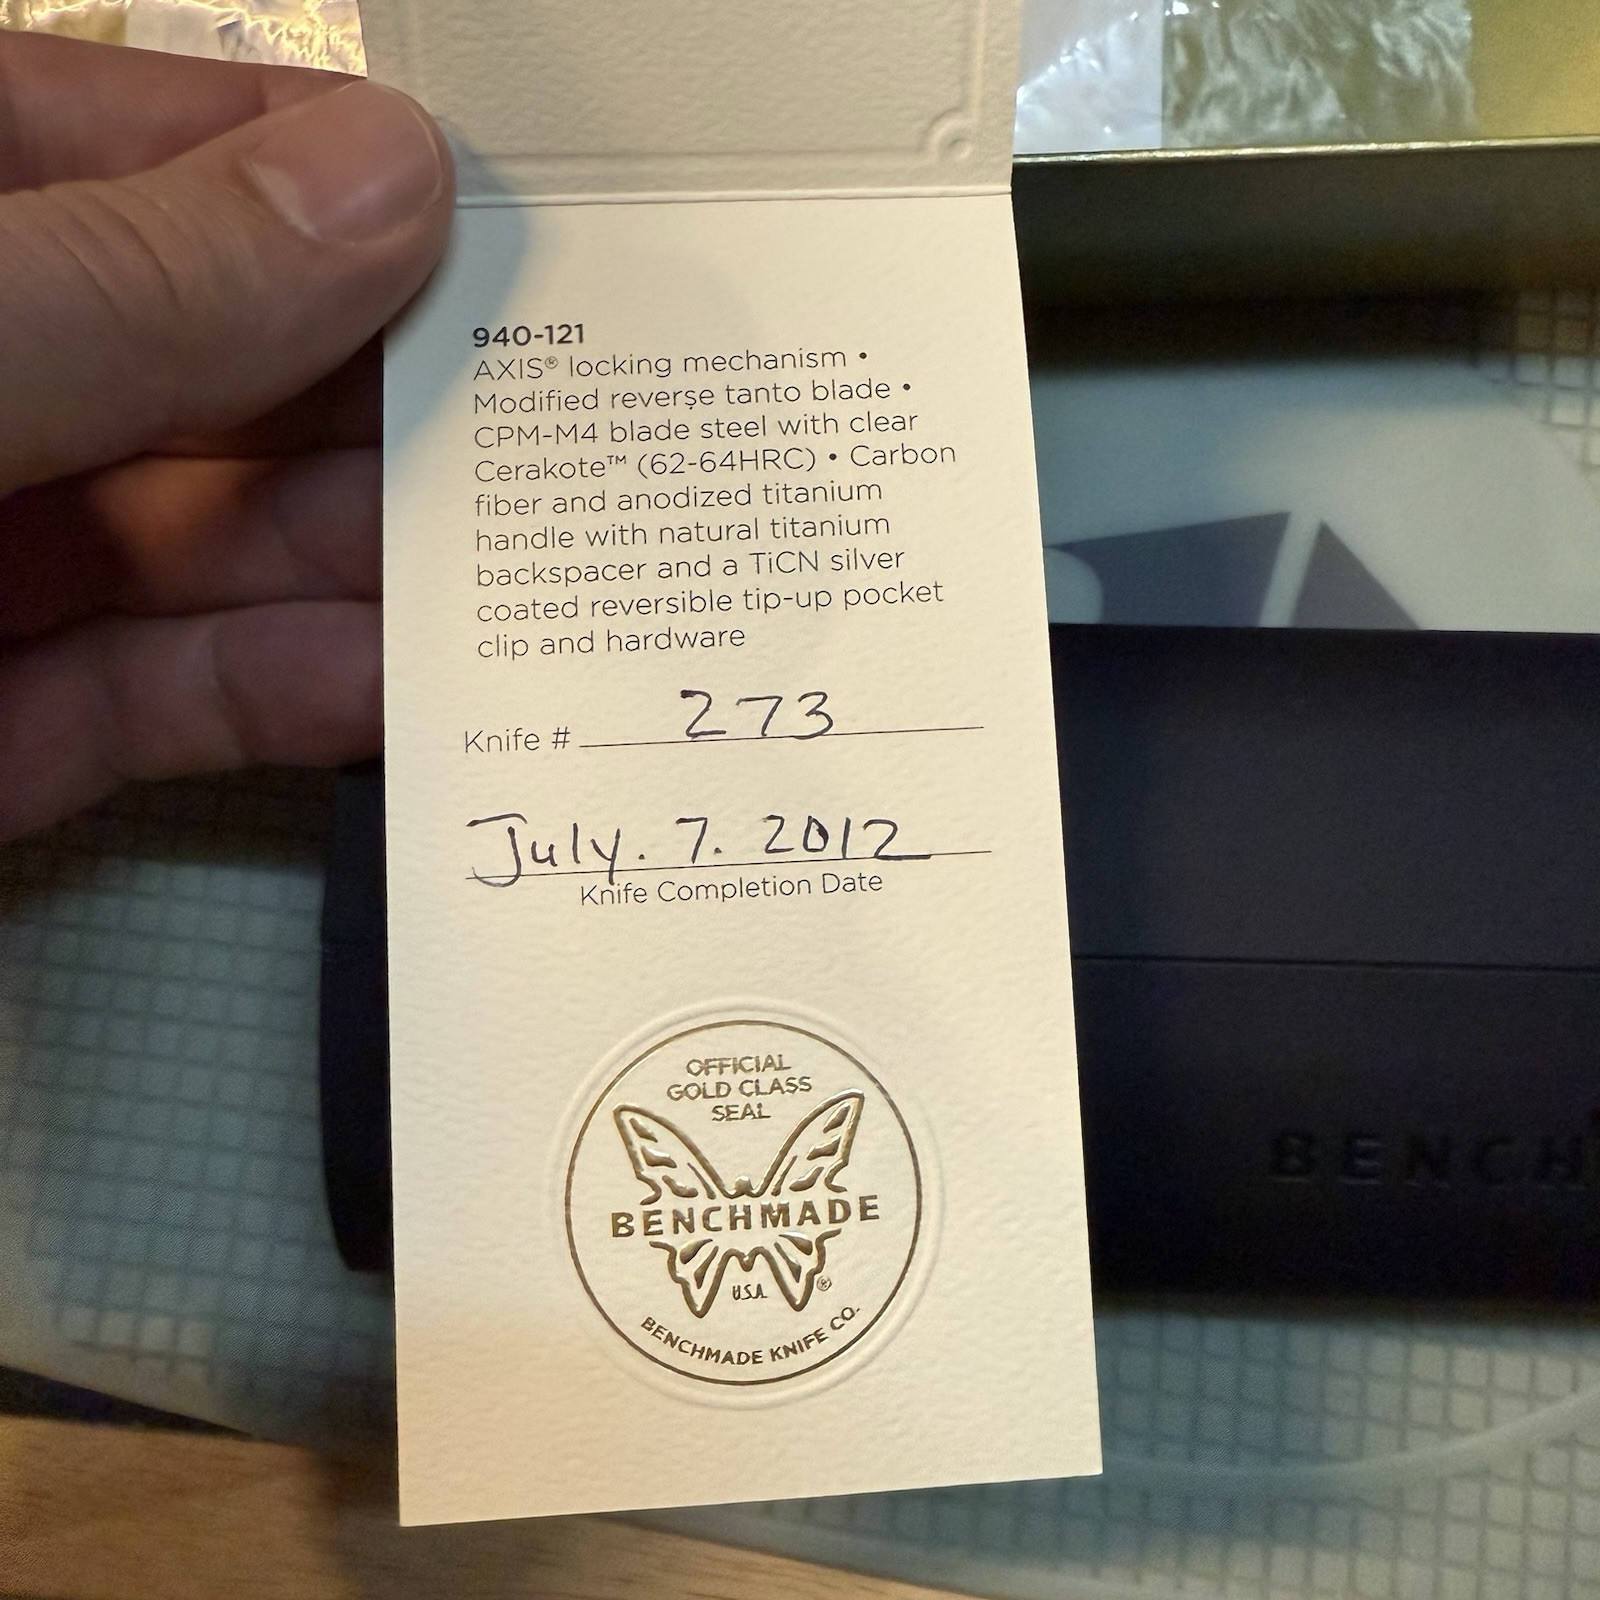 940-121
AXIS® locking mechanism •
Modified reverse tanto blade •
CPM-M4 blade steel with clear
Cerakote™ (62-64HRC) • Carbon
fiber and anodized titanium
handle with natural titanium
backspacer and a TiCN silver
coated reversible tip-up pocket
clip and hardware
Knife # 273
July. 7. 2012
Knife Completion Date
OFFICIAL
GOLD CLASS
SEAL
BENCHMADE
U.S.A. ®
BENCHMADE KNIFE CO.
BENCH